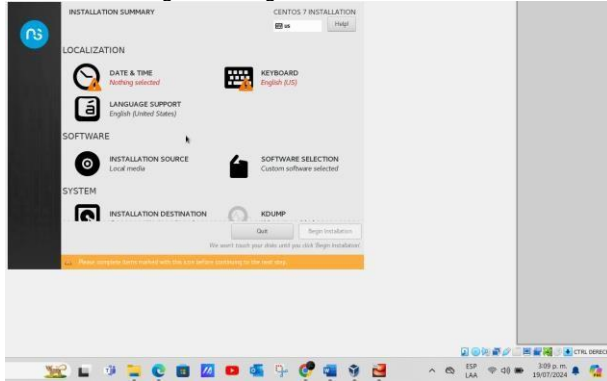 INSTALLATION SUMMARY
CENTOS 7 INSTALLATION
us
Help!
LOCALIZATION
DATE & TIME
Nothing selected
KEYBOARD
English (US)
LANGUAGE SUPPORT
English (United States)
SOFTWARE
INSTALLATION SOURCE
Local media
SOFTWARE SELECTION
Custom software selected
SYSTEM
INSTALLATION DESTINATION
KDUMP
Quit
Begin Installation
We won't touch your disks until you click 'Begin Installation'.
Please complete items marked with this icon before continuing to the next step.
CTRL DEREC
ESP
LAA
3:09 p. m.
19/07/2024